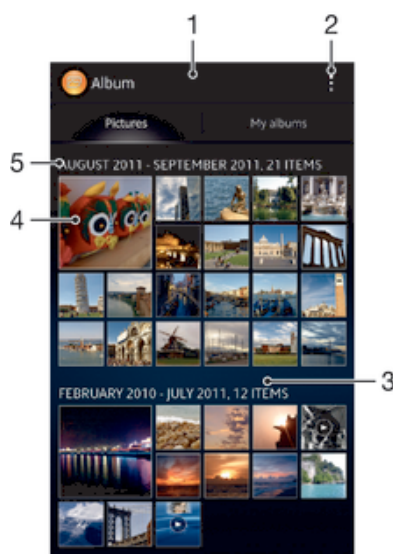 1 2
Album
Pictures My albums
5 AUGUST 2011 - SEPTEMBER 2011, 21 ITEMS
4
3
FEBRUARY 2010 - JULY 2011, 12 ITEMS